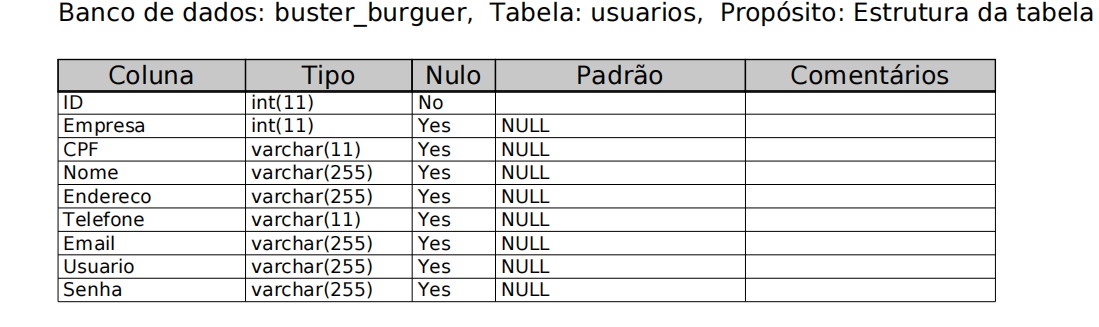 Banco de dados: buster_burguer, Tabela: usuarios, Propósito: Estrutura da tabela
Coluna Tipo Nulo Padrão Comentários
ID int(11) No
Empresa int(11) Yes NULL
CPF varchar(11) Yes NULL
Nome varchar(255) Yes NULL
Endereco varchar(255) Yes NULL
Telefone varchar(11) Yes NULL
Email varchar(255) Yes NULL
Usuario varchar(255) Yes NULL
Senha varchar(255) Yes NULL